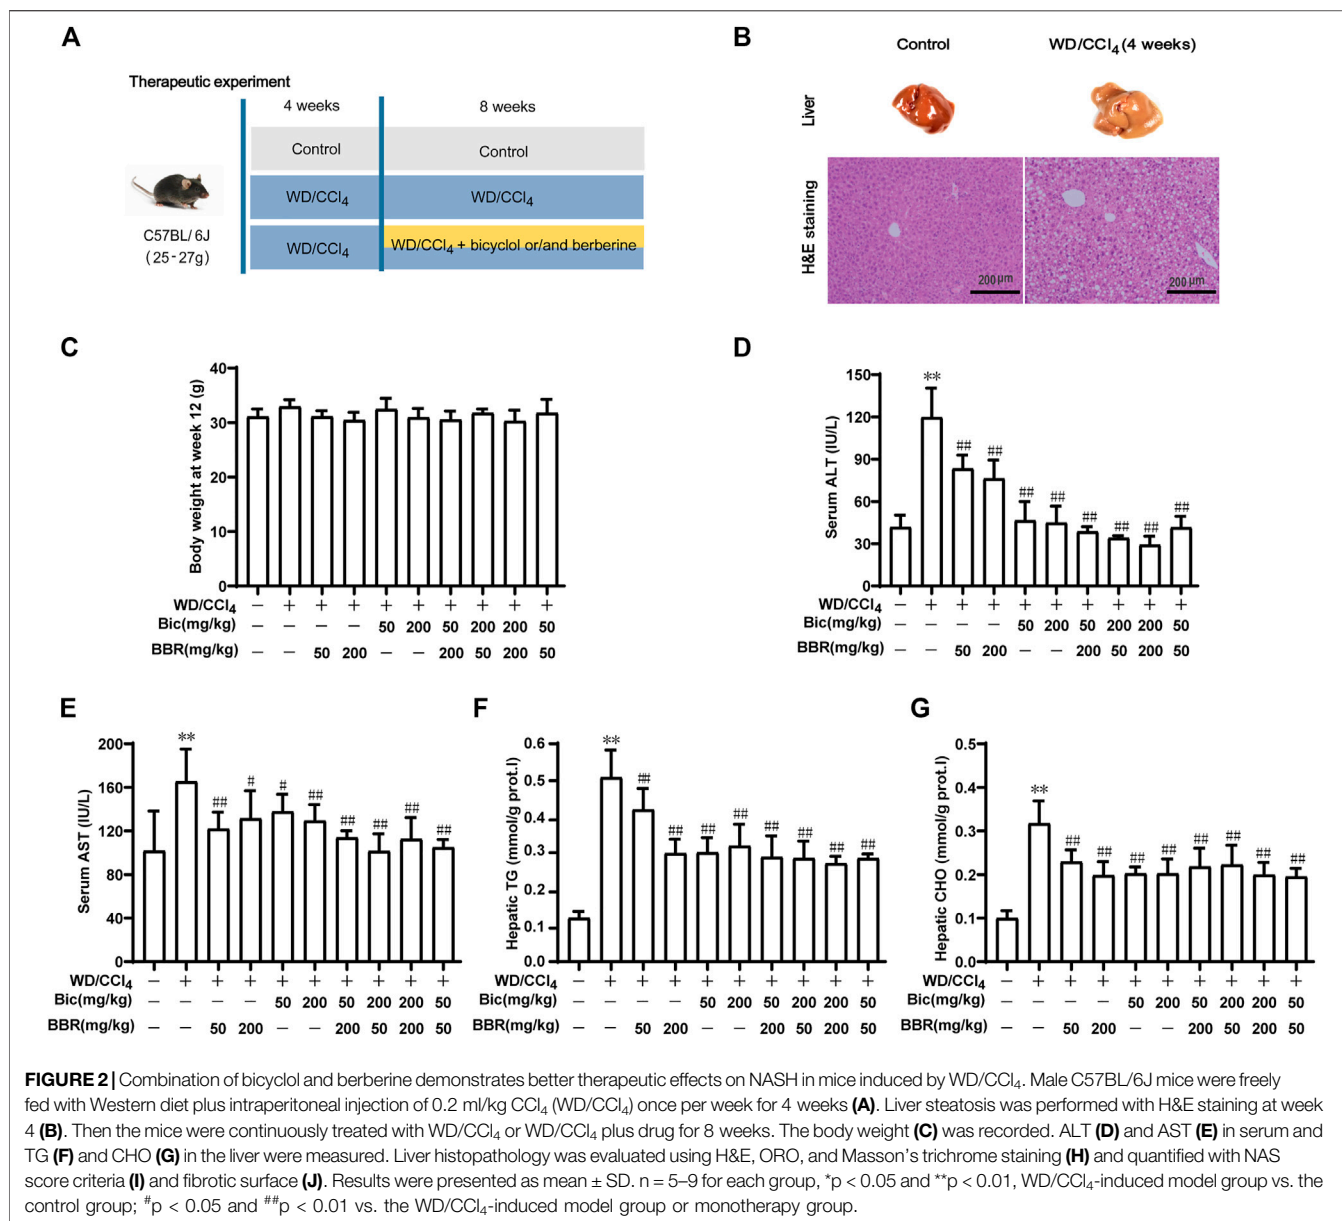 A
Therapeutic experiment
4 weeks 8 weeks
Control Control
WD/CCl₄ WD/CCl₄
WD/CCl₄ WD/CCl₄ + bicyclol or/and berberine
C57BL/6J
(25-27g)
B
Control WD/CCl₄ (4 weeks)
Liver
H&E staining
200 μm 200 μm
C
Body weight at week 12 (g)
40
30
20
10
0
WD/CCl₄ − + + + + + + + + +
Bic(mg/kg) − − − − 50 200 50 200 200 50
BBR(mg/kg) − − 50 200 − − 200 50 200 50
D
Serum ALT (IU/L)
150
120
90
60
30
0
** ## ## ## ## ## ## ## ##
WD/CCl₄ − + + + + + + + + +
Bic(mg/kg) − − − − 50 200 50 200 200 50
BBR(mg/kg) − − 50 200 − − 200 50 200 50
E
Serum AST (IU/L)
200
160
120
80
40
0
** ## # # ## ## ## ## ##
WD/CCl₄ − + + + + + + + + +
Bic(mg/kg) − − − − 50 200 50 200 200 50
BBR(mg/kg) − − 50 200 − − 200 50 200 50
F
Hepatic TG (mmol/g prot.l)
0.6
0.5
0.4
0.3
0.2
0.1
0.0
** ## ## ## ## ## ## ## ##
WD/CCl₄ − + + + + + + + + +
Bic(mg/kg) − − − − 50 200 50 200 200 50
BBR(mg/kg) − − 50 200 − − 200 50 200 50
G
Hepatic CHO (mmol/g prot.l)
0.5
0.4
0.3
0.2
0.1
0.0
** ## ## ## ## ## ## ## ##
WD/CCl₄ − + + + + + + + + +
Bic(mg/kg) − − − − 50 200 50 200 200 50
BBR(mg/kg) − − 50 200 − − 200 50 200 50
FIGURE 2 | Combination of bicyclol and berberine demonstrates better therapeutic effects on NASH in mice induced by WD/CCl₄. Male C57BL/6J mice were freely
fed with Western diet plus intraperitoneal injection of 0.2 ml/kg CCl₄ (WD/CCl₄) once per week for 4 weeks (A). Liver steatosis was performed with H&E staining at week
4 (B). Then the mice were continuously treated with WD/CCl₄ or WD/CCl₄ plus drug for 8 weeks. The body weight (C) was recorded. ALT (D) and AST (E) in serum and
TG (F) and CHO (G) in the liver were measured. Liver histopathology was evaluated using H&E, ORO, and Masson's trichrome staining (H) and quantified with NAS
score criteria (I) and fibrotic surface (J). Results were presented as mean ± SD. n = 5–9 for each group, *p < 0.05 and **p < 0.01, WD/CCl₄-induced model group vs. the
control group; #p < 0.05 and ##p < 0.01 vs. the WD/CCl₄-induced model group or monotherapy group.